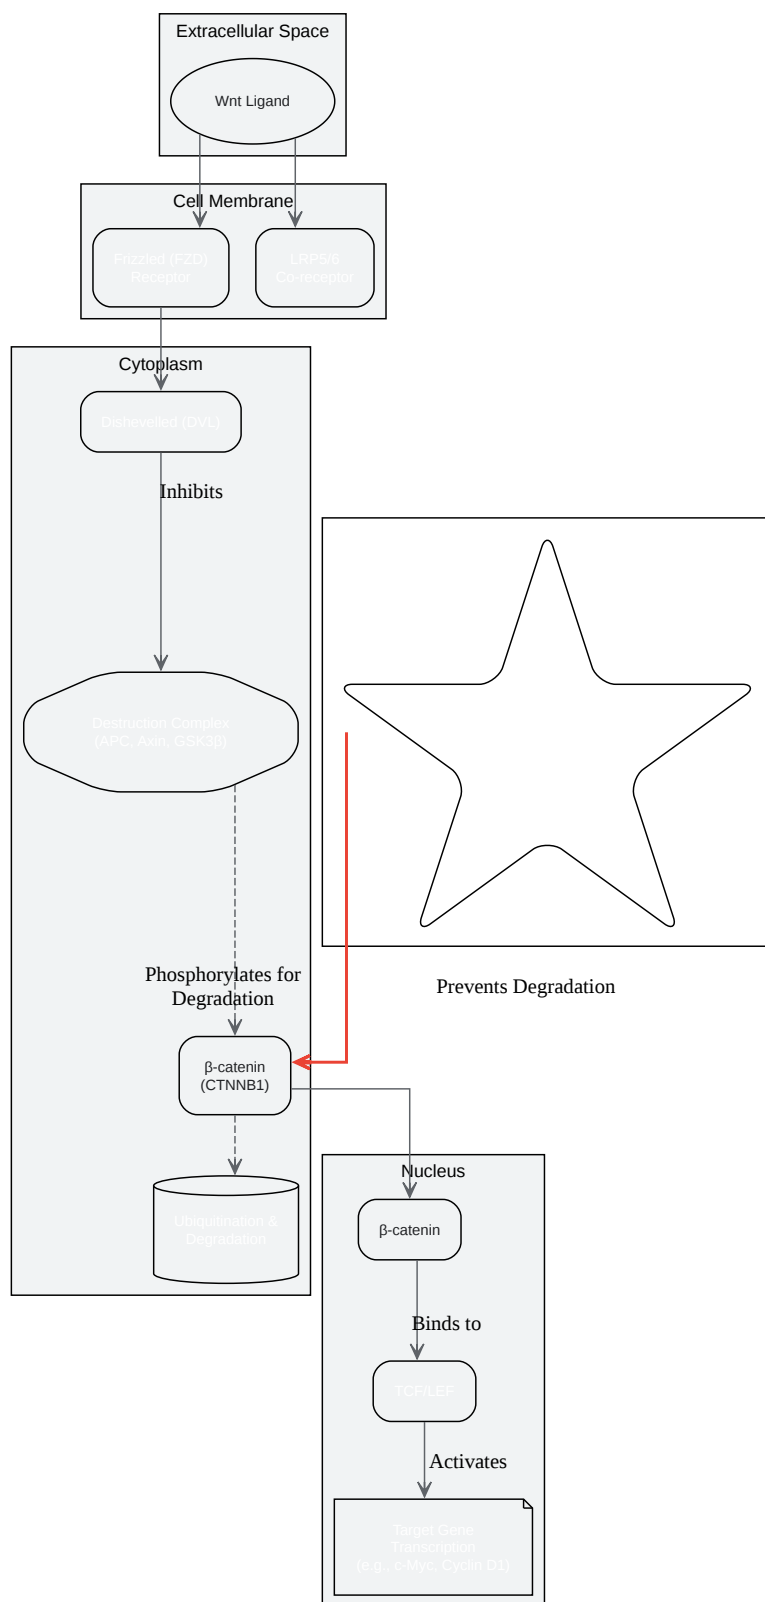 Extracellular Space
Wnt Ligand
Cell Membrane
Frizzled (FZD)
Receptor
LRP5/6
Co-receptor
Cytoplasm
Dishevelled (DVL)
Inhibits
Destruction Complex
(APC, Axin, GSK3β)
Phosphorylates for
Degradation
Prevents Degradation
β-catenin
(CTNNB1)
Ubiquitination &
Degradation
Nucleus
β-catenin
Binds to
TCF/LEF
Activates
Target Gene
Transcription
(e.g., c-Myc, Cyclin D1)